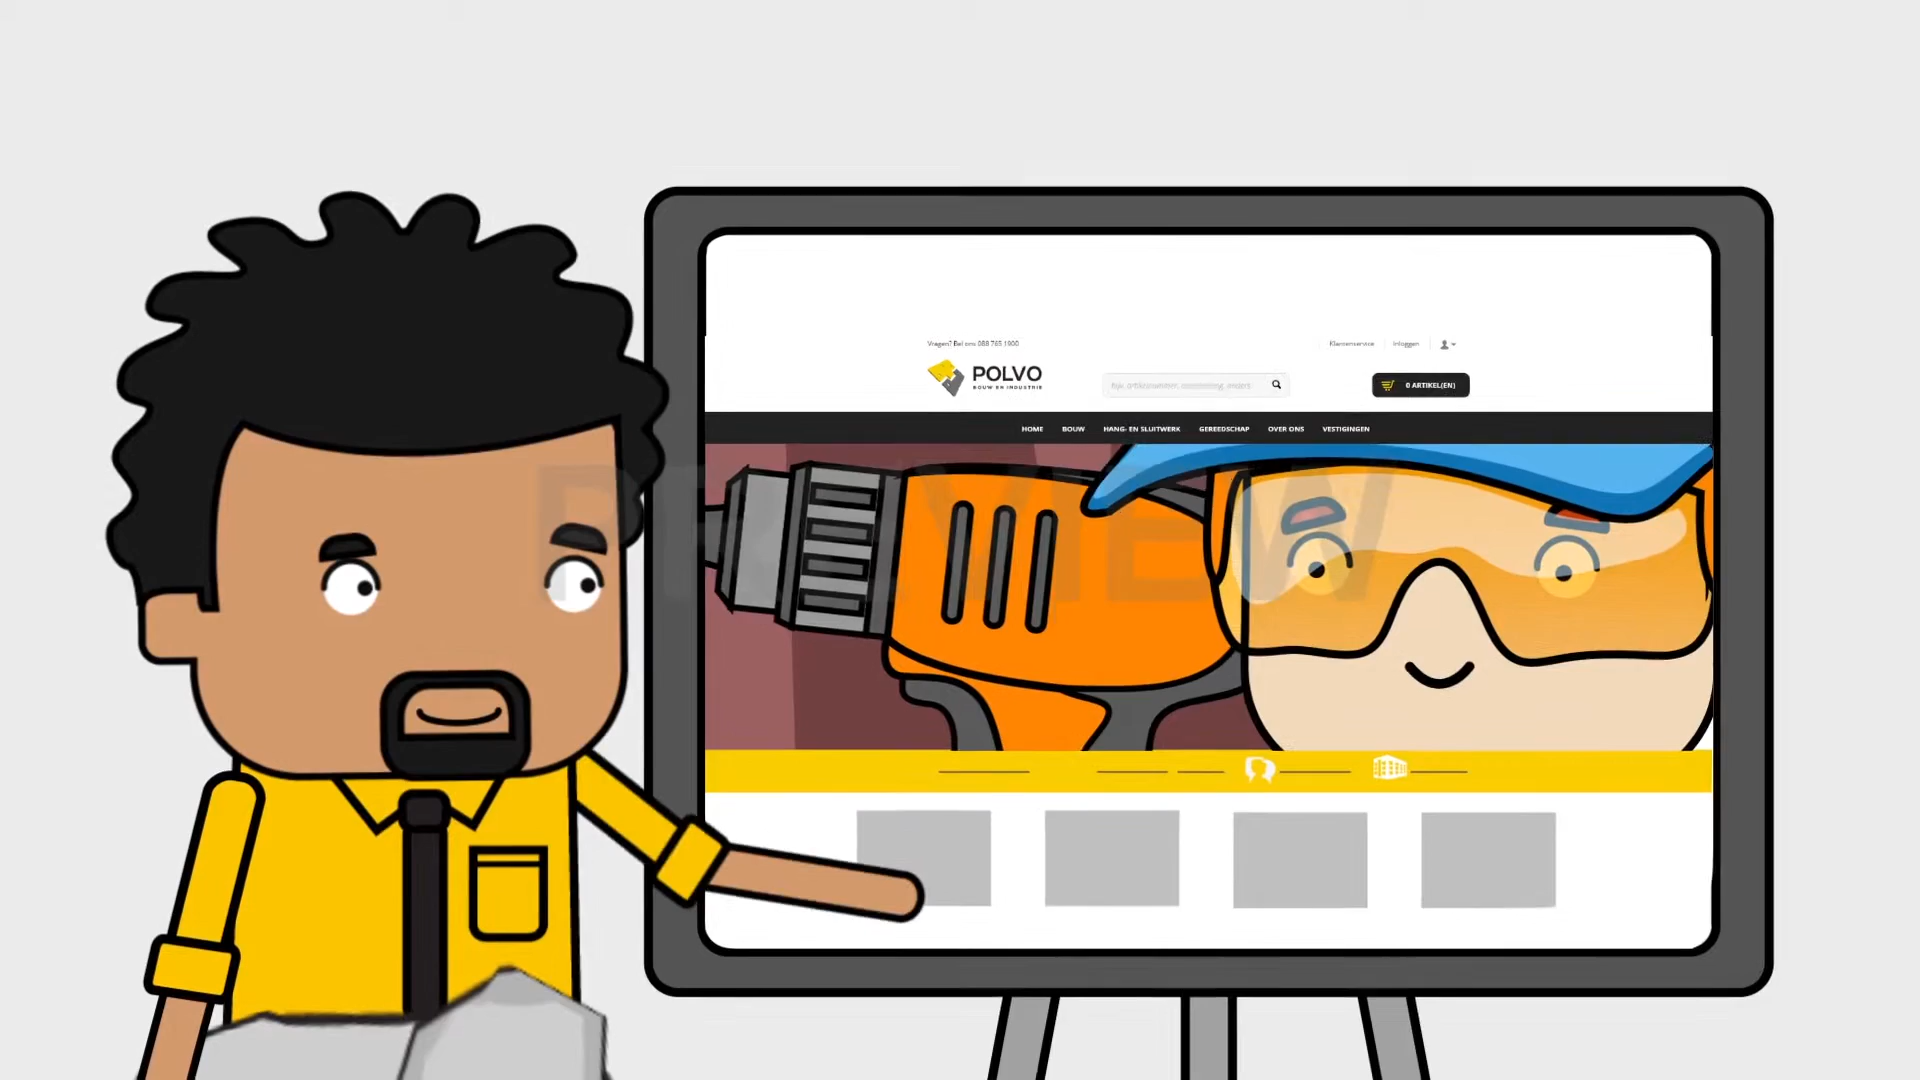 Vragen? Bel ons 088 765 1900
Klantenservice
Inloggen
POLVO
BOUW EN INDUSTRIE
0 ARTIKEL(EN)
HOME
BOUW
HANG- EN SLUITWERK
GEREEDSCHAP
OVER ONS
VESTIGINGEN
PREVIEW